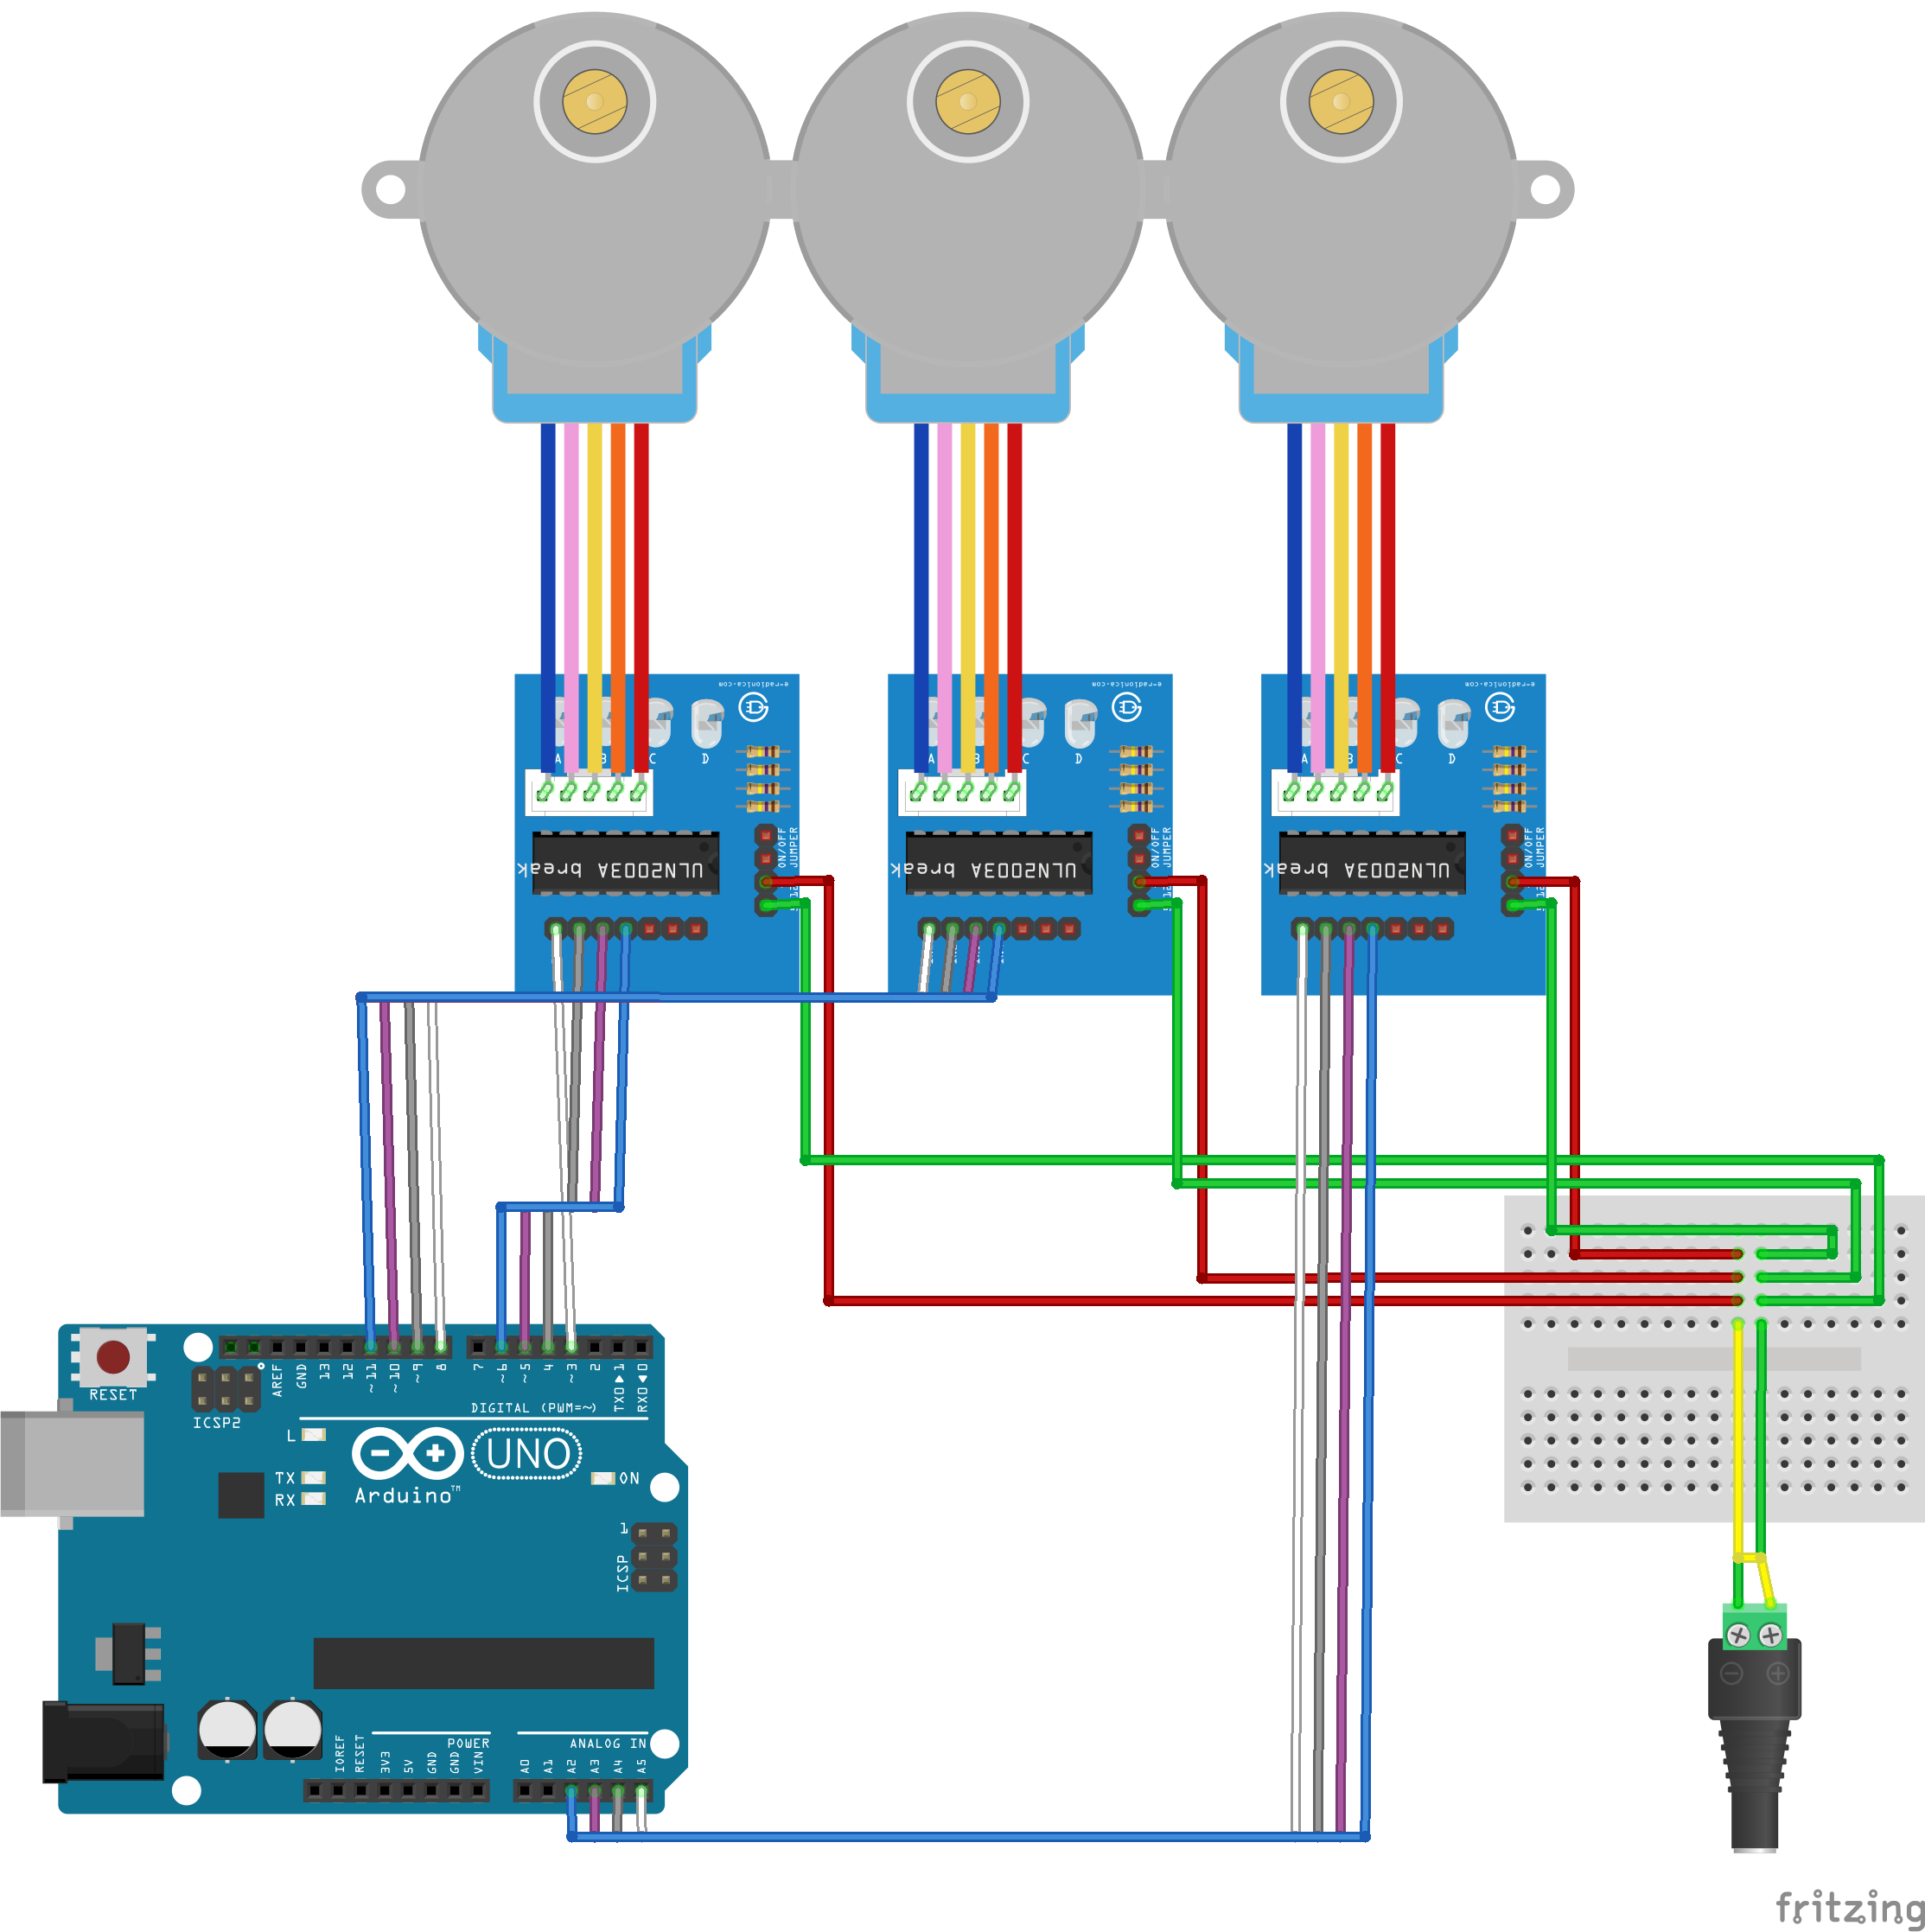 e-radionica.com
e-radionica.com
e-radionica.com
A B C D
A B C D
A B C D
ON/OFF
JUMPER
ON/OFF
JUMPER
ON/OFF
JUMPER
ULN2003A break
ULN2003A break
ULN2003A break
RESET
ICSP2
AREF
GND
13
12
~11
~10
~9
8
7
~6
~5
4
~3
2
TX0▶1
RX0◀0
DIGITAL (PWM=~)
L
TX
RX
UNO
Arduino™
ON
1
ICSP
IOREF
RESET
3V3
5V
GND
GND
VIN
POWER
ANALOG IN
A0
A1
A2
A3
A4
A5
fritzing